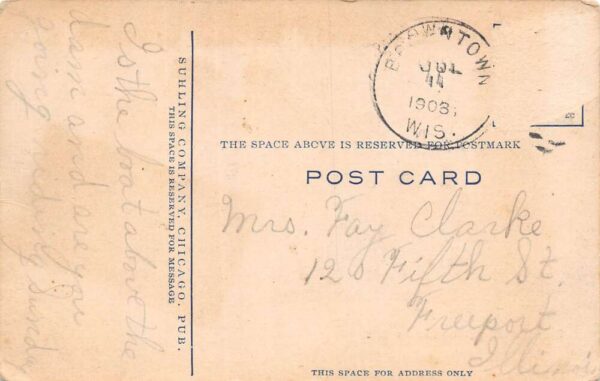 Is the boat above the
dam and are you
going riding Sunday
SUHLING COMPANY, CHICAGO, PUB.
THIS SPACE IS RESERVED FOR MESSAGE
BROWNTOWN
JUL
11
1908
WIS.
THE SPACE ABOVE IS RESERVED FOR POSTMARK
POST CARD
Mrs. Fay Clarke
120 Fifth St.
Freeport
Illinois
THIS SPACE FOR ADDRESS ONLY